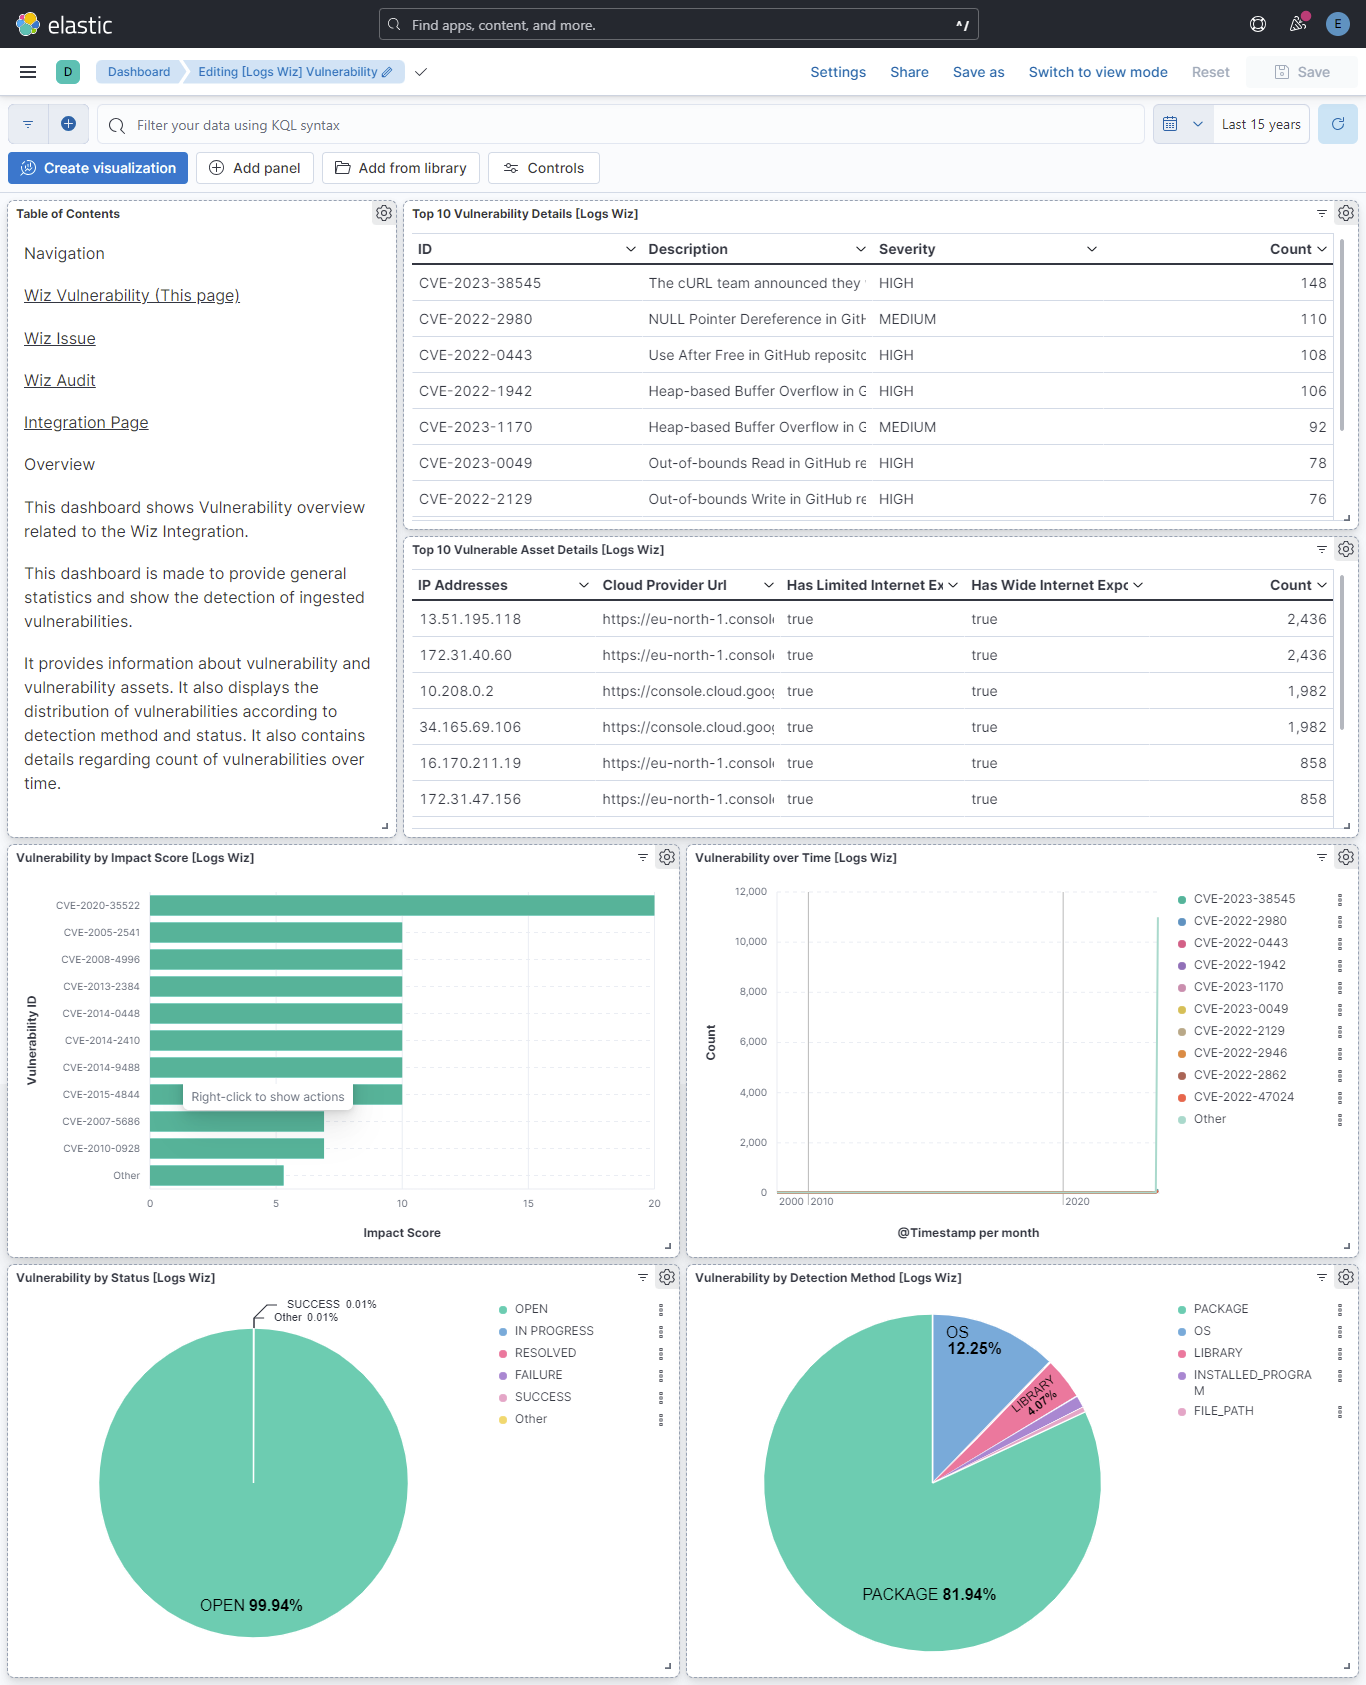 elastic
Find apps, content, and more.
^/
E
D
Dashboard
Editing [Logs Wiz] Vulnerability
Settings
Share
Save as
Switch to view mode
Reset
Save
Filter your data using KQL syntax
Last 15 years
Create visualization
Add panel
Add from library
Controls
Table of Contents
Navigation
Wiz Vulnerability (This page)
Wiz Issue
Wiz Audit
Integration Page
Overview
This dashboard shows Vulnerability overview
related to the Wiz Integration.
This dashboard is made to provide general
statistics and show the detection of ingested
vulnerabilities.
It provides information about vulnerability and
vulnerability assets. It also displays the
distribution of vulnerabilities according to
detection method and status. It also contains
details regarding count of vulnerabilities over
time.
Top 10 Vulnerability Details [Logs Wiz]
ID Description Severity Count
CVE-2023-38545 The cURL team announced they HIGH 148
CVE-2022-2980 NULL Pointer Dereference in GitH MEDIUM 110
CVE-2022-0443 Use After Free in GitHub reposito HIGH 108
CVE-2022-1942 Heap-based Buffer Overflow in G HIGH 106
CVE-2023-1170 Heap-based Buffer Overflow in G MEDIUM 92
CVE-2023-0049 Out-of-bounds Read in GitHub re HIGH 78
CVE-2022-2129 Out-of-bounds Write in GitHub re HIGH 76
Top 10 Vulnerable Asset Details [Logs Wiz]
IP Addresses Cloud Provider Url Has Limited Internet Ex Has Wide Internet Expo Count
13.51.195.118 https://eu-north-1.consol true true 2,436
172.31.40.60 https://eu-north-1.consol true true 2,436
10.208.0.2 https://console.cloud.goog true true 1,982
34.165.69.106 https://console.cloud.goog true true 1,982
16.170.211.19 https://eu-north-1.consol true true 858
172.31.47.156 https://eu-north-1.consol true true 858
Vulnerability by Impact Score [Logs Wiz]
Vulnerability ID
CVE-2020-35522
CVE-2005-2541
CVE-2008-4996
CVE-2013-2384
CVE-2014-0448
CVE-2014-2410
CVE-2014-9488
CVE-2015-4844
Right-click to show actions
CVE-2007-5686
CVE-2010-0928
Other
0 5 10 15 20
Impact Score
Vulnerability over Time [Logs Wiz]
Count
12,000
10,000
8,000
6,000
4,000
2,000
0
2000 2010 2020
@Timestamp per month
CVE-2023-38545
CVE-2022-2980
CVE-2022-0443
CVE-2022-1942
CVE-2023-1170
CVE-2023-0049
CVE-2022-2129
CVE-2022-2946
CVE-2022-2862
CVE-2022-47024
Other
Vulnerability by Status [Logs Wiz]
SUCCESS 0.01%
Other 0.01%
OPEN 99.94%
OPEN
IN PROGRESS
RESOLVED
FAILURE
SUCCESS
Other
Vulnerability by Detection Method [Logs Wiz]
OS
12.25%
LIBRARY
4.07%
PACKAGE 81.94%
PACKAGE
OS
LIBRARY
INSTALLED_PROGRA
M
FILE_PATH